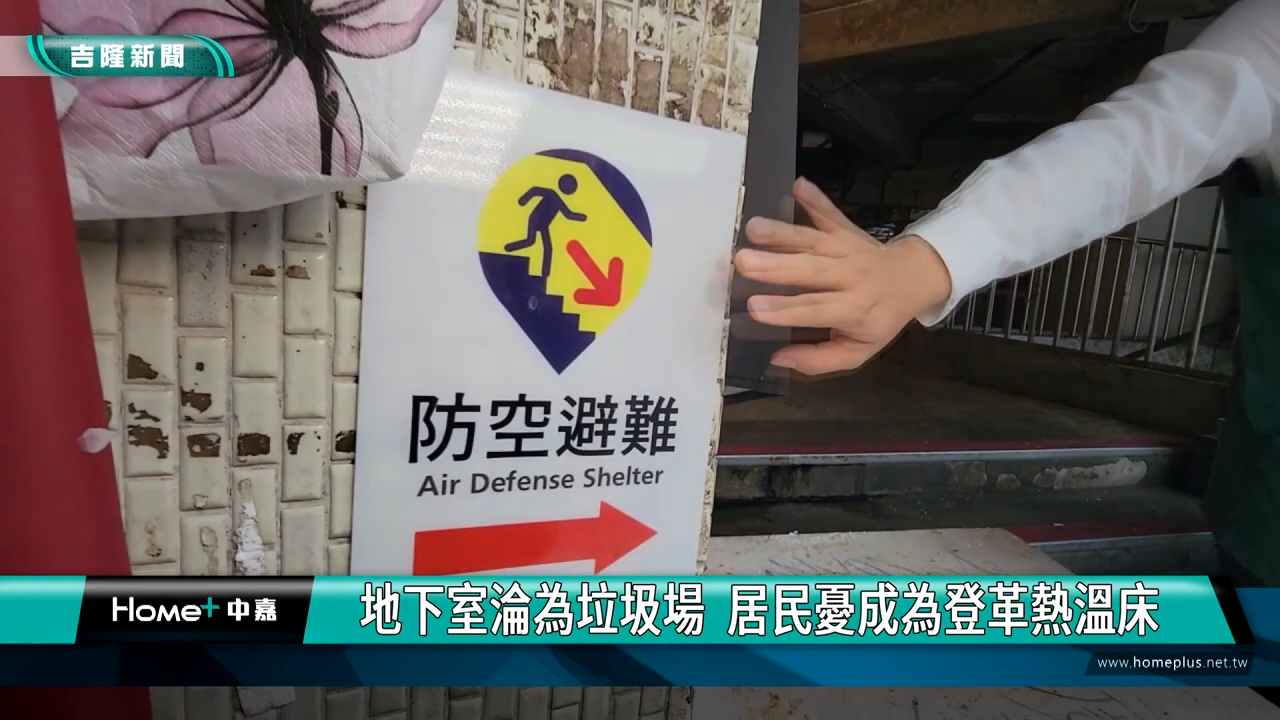 吉隆新聞
防空避難
Air Defense Shelter
Home+中嘉
地下室淪為垃圾場 居民憂成為登革熱溫床
www.homeplus.net.tw